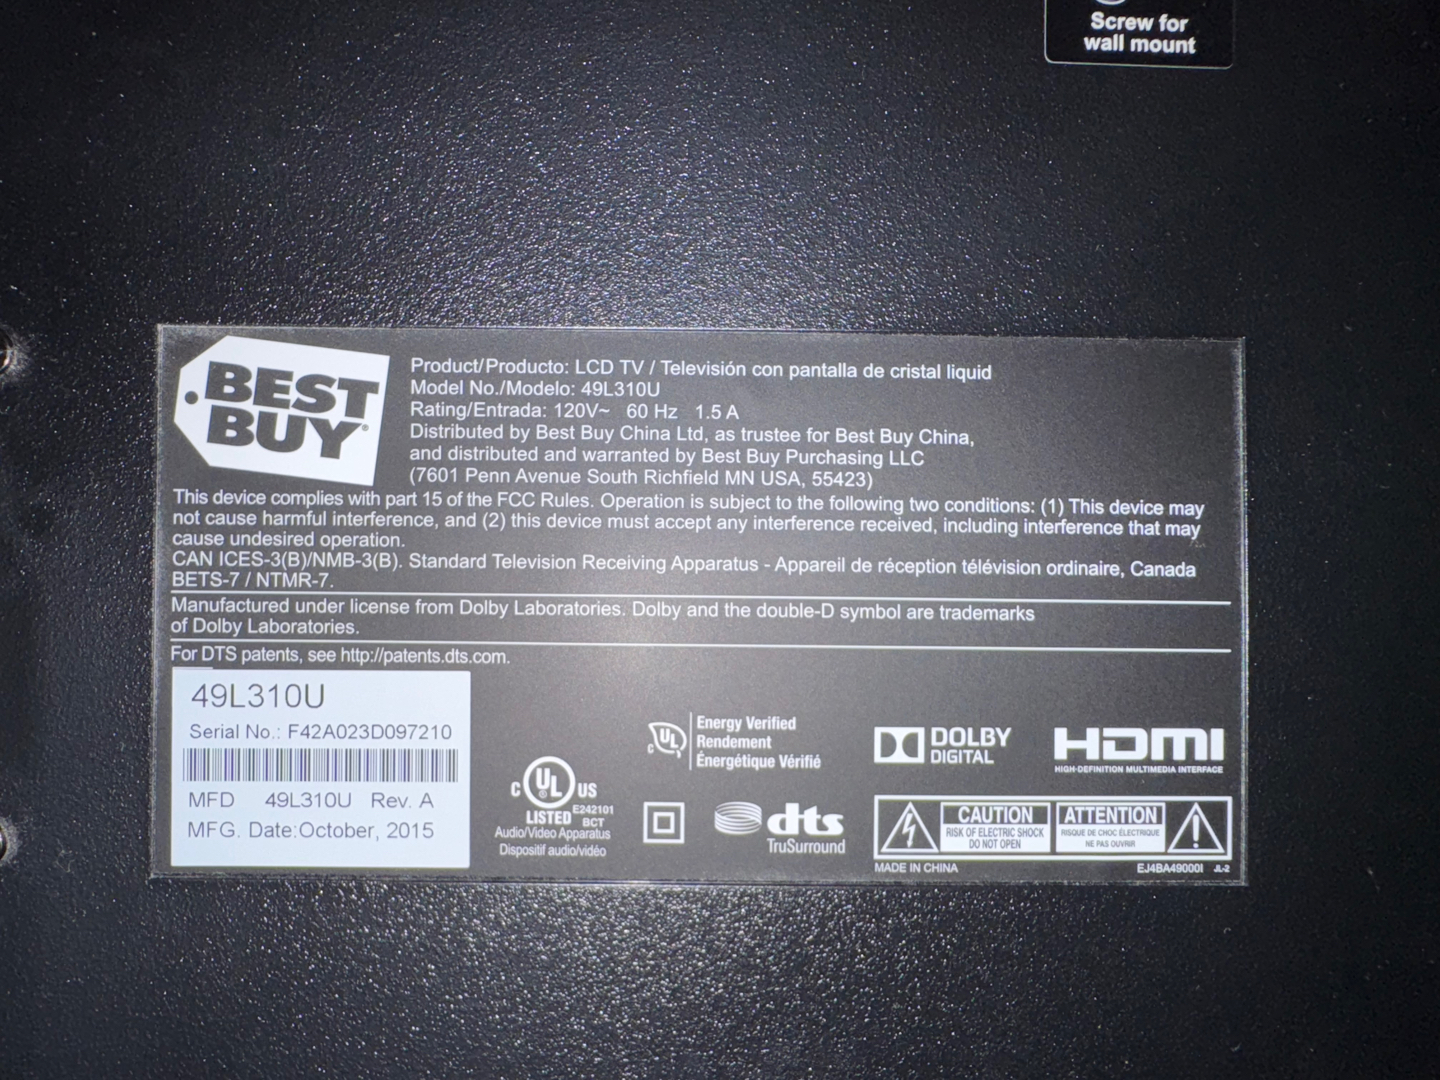 Screw for
wall mount
BEST
BUY®
Product/Producto: LCD TV / Televisión con pantalla de cristal liquid
Model No./Modelo: 49L310U
Rating/Entrada: 120V~ 60 Hz 1.5 A
Distributed by Best Buy China Ltd, as trustee for Best Buy China,
and distributed and warranted by Best Buy Purchasing LLC
(7601 Penn Avenue South Richfield MN USA, 55423)
This device complies with part 15 of the FCC Rules. Operation is subject to the following two conditions: (1) This device may
not cause harmful interference, and (2) this device must accept any interference received, including interference that may
cause undesired operation.
CAN ICES-3(B)/NMB-3(B). Standard Television Receiving Apparatus - Appareil de réception télévision ordinaire, Canada
BETS-7 / NTMR-7.
Manufactured under license from Dolby Laboratories. Dolby and the double-D symbol are trademarks
of Dolby Laboratories.
For DTS patents, see http://patents.dts.com.
49L310U
Serial No.: F42A023D097210
MFD 49L310U Rev. A
MFG. Date:October, 2015
C UL US
LISTED E242101
BCT
Audio/Video Apparatus
Dispositif audio/vidéo
C UL
Energy Verified
Rendement
Énergétique Vérifié
dts
TruSurround
DOLBY
DIGITAL
HDMI
HIGH-DEFINITION MULTIMEDIA INTERFACE
CAUTION
RISK OF ELECTRIC SHOCK
DO NOT OPEN
ATTENTION
RISQUE DE CHOC ÉLECTRIQUE
NE PAS OUVRIR
MADE IN CHINA
EJ4BA49000I JL-2